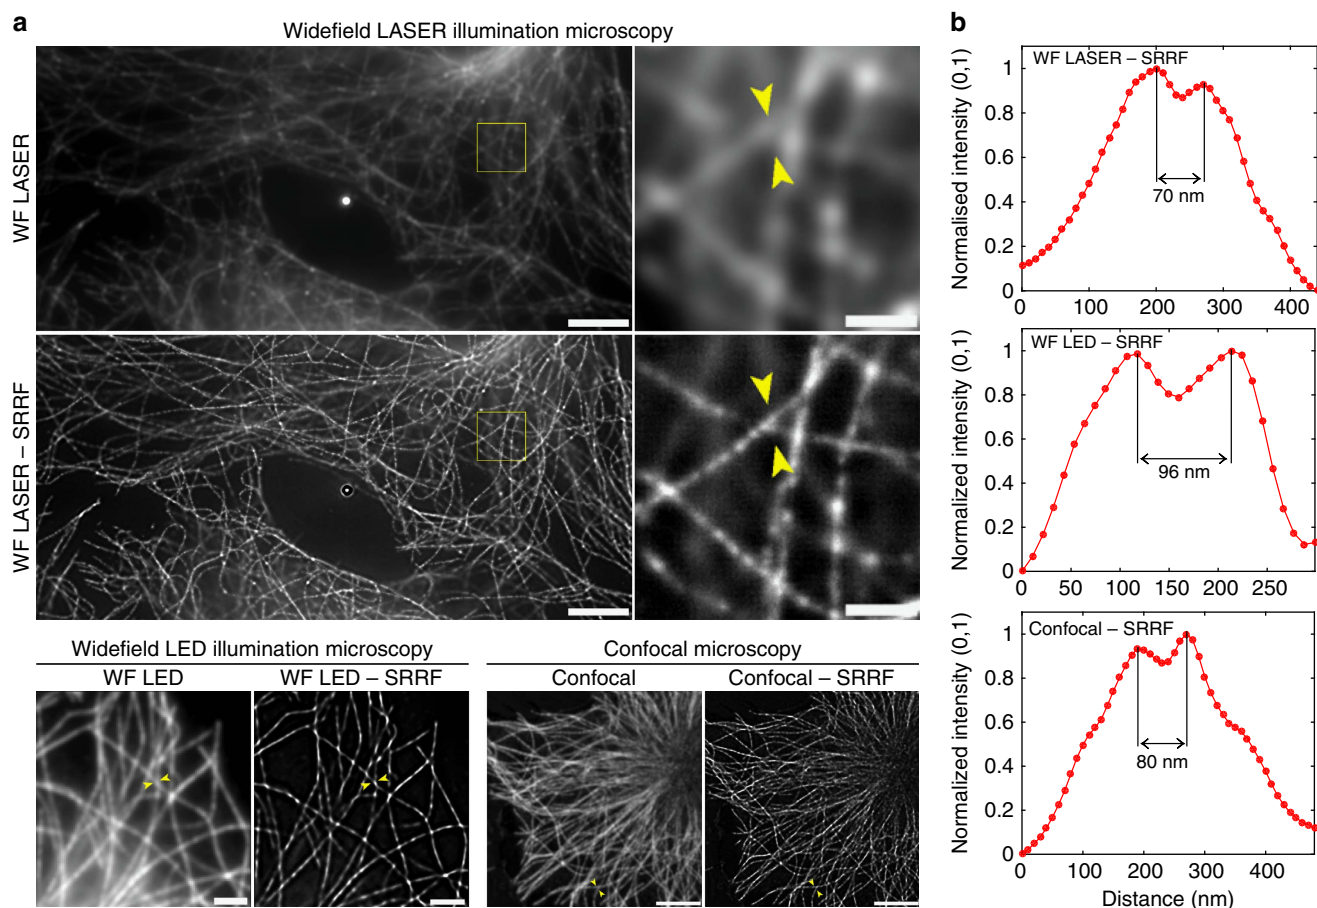 a
Widefield LASER illumination microscopy
WF LASER
WF LASER – SRRF
Widefield LED illumination microscopy
WF LED
WF LED – SRRF
Confocal microscopy
Confocal
Confocal – SRRF
b
WF LASER – SRRF
Normalised intensity (0,1)
1
0.8
0.6
0.4
0.2
0
70 nm
0 100 200 300 400
WF LED – SRRF
Normalized intensity (0,1)
1
0.8
0.6
0.4
0.2
0
96 nm
0 50 100 150 200 250
Confocal – SRRF
Normalized intensity (0,1)
1
0.8
0.6
0.4
0.2
0
80 nm
0 100 200 300 400
Distance (nm)